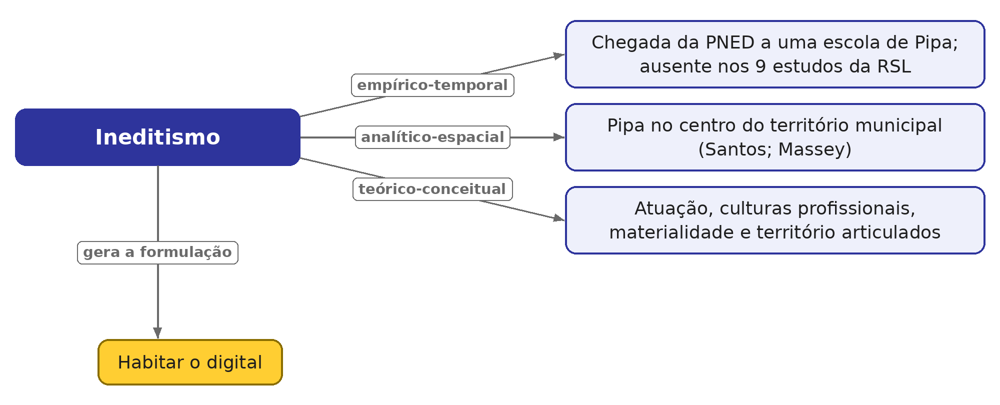 Chegada da PNED a uma escola de Pipa;
ausente nos 9 estudos da RSL
empírico-temporal
Ineditismo
analítico-espacial
Pipa no centro do território municipal
(Santos; Massey)
teórico-conceitual
Atuação, culturas profissionais,
materialidade e território articulados
gera a formulação
Habitar o digital